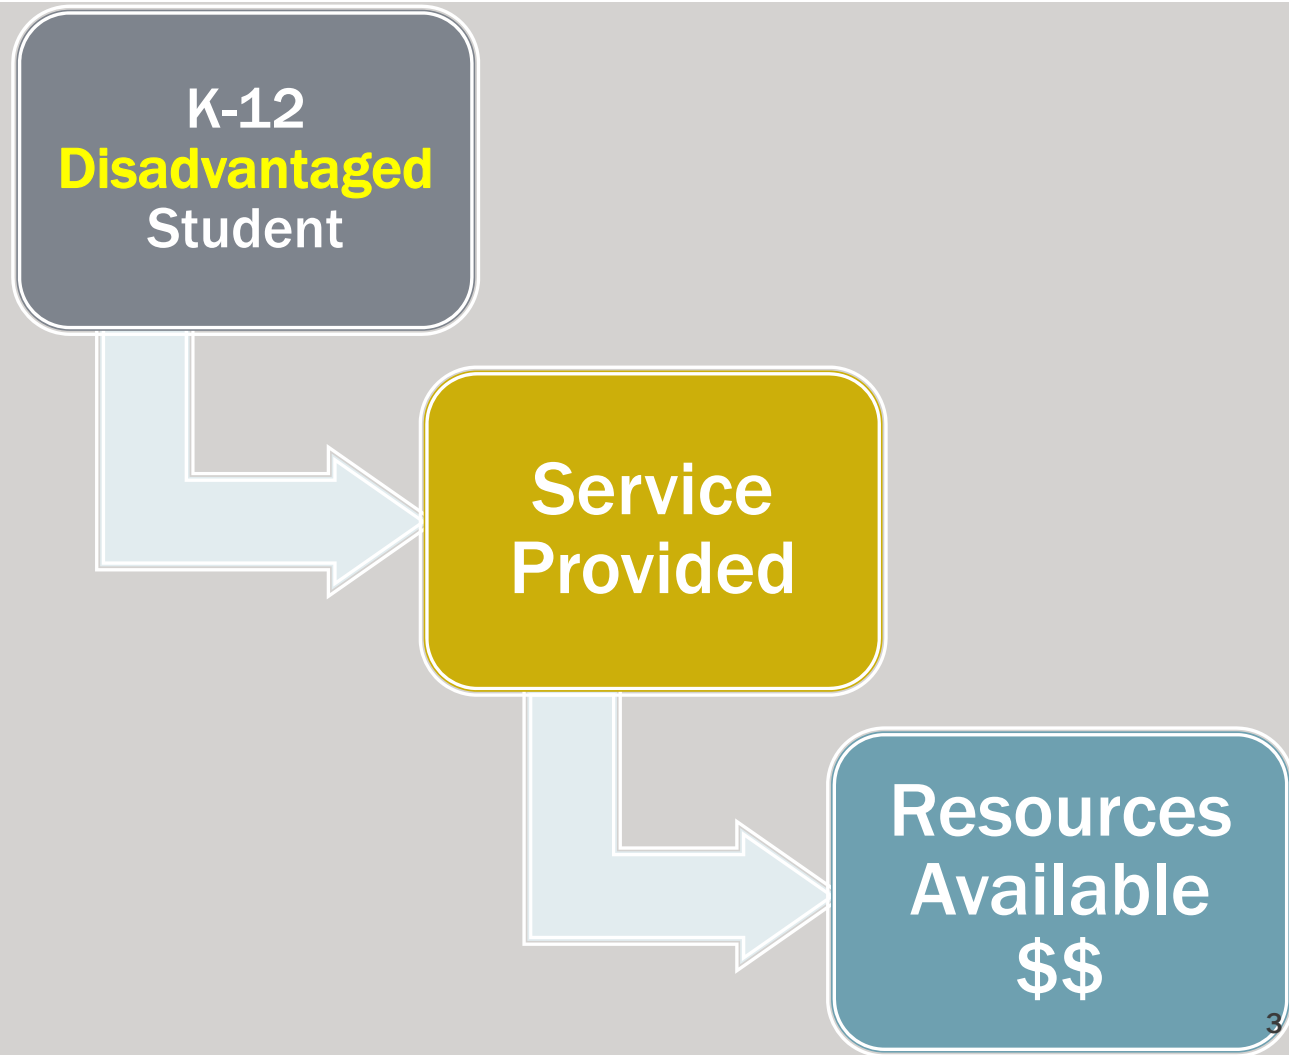 K-12
Disadvantaged
Student
Service
Provided
Resources
Available
$$
3